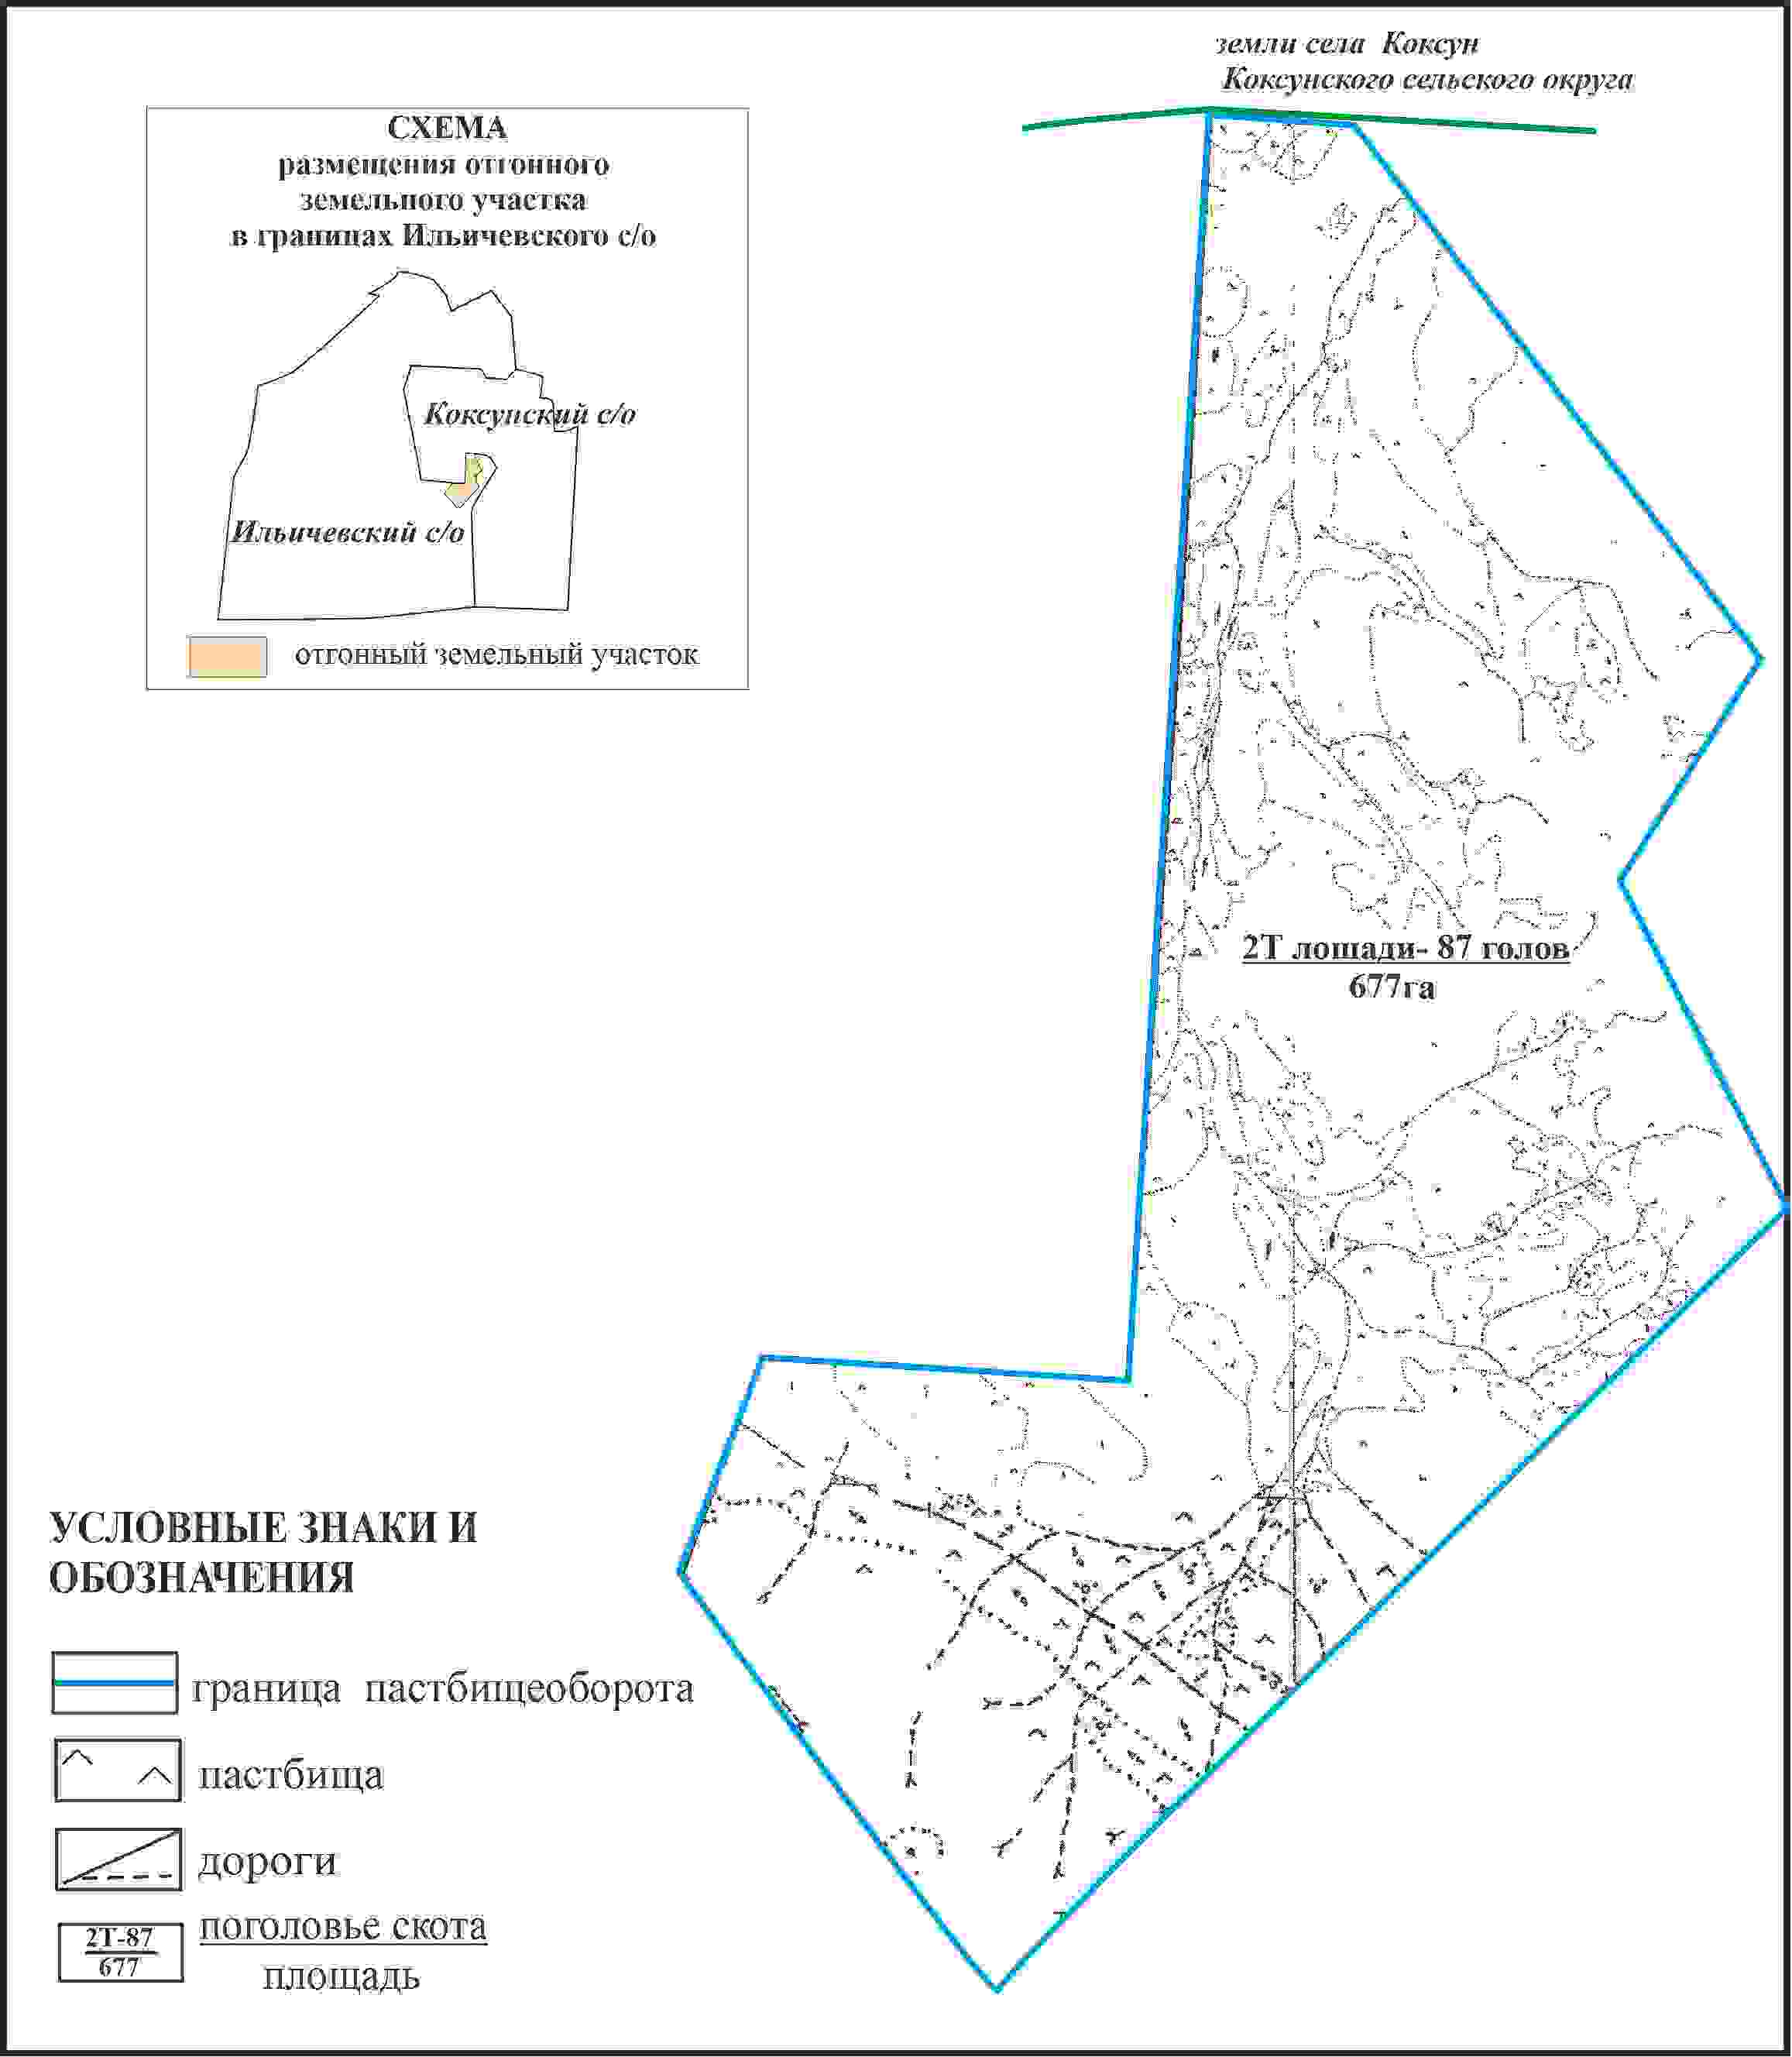 земли села Коксун
Коксунского сельского округа
СХЕМА
размещения отгонного
земельного участка
в границах Ильичевского с/о
Коксунский с/о
Ильичевский с/о
отгонный земельный участок
2Т лошади- 87 голов
677га
УСЛОВНЫЕ ЗНАКИ И
ОБОЗНАЧЕНИЯ
граница пастбищеоборота
пастбища
дороги
2Т-87
677
поголовье скота
площадь